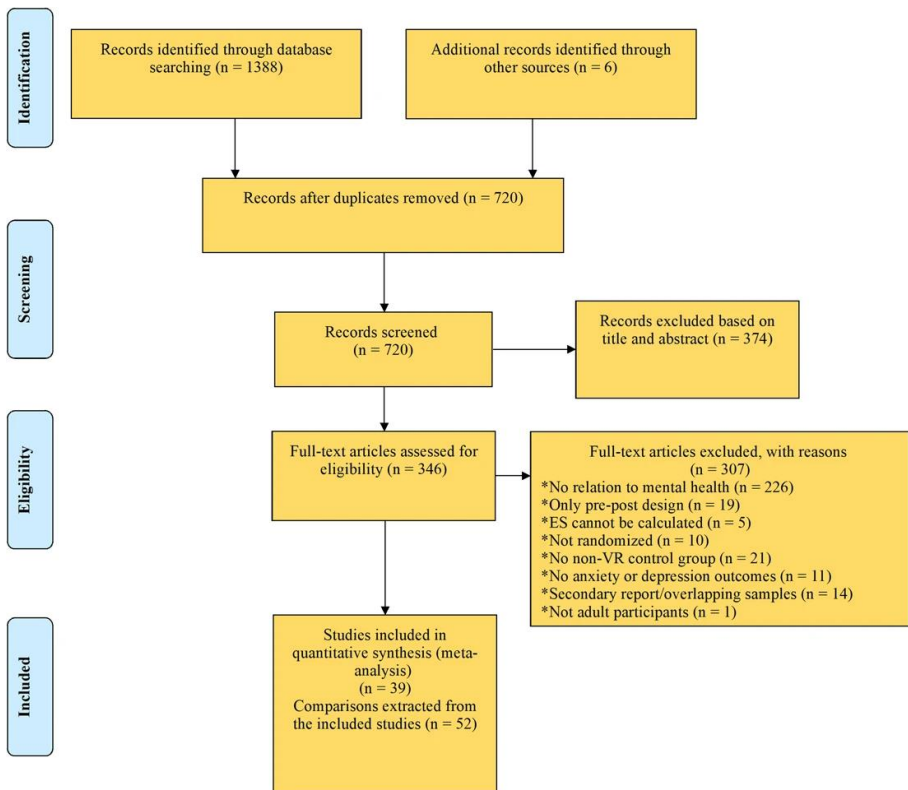 Identification
Records identified through database
searching (n = 1388)
Additional records identified through
other sources (n = 6)
Records after duplicates removed (n = 720)
Screening
Records screened
(n = 720)
Records excluded based on
title and abstract (n = 374)
Eligibility
Full-text articles assessed for
eligibility (n = 346)
Full-text articles excluded, with reasons
(n = 307)
*No relation to mental health (n = 226)
*Only pre-post design (n = 19)
*ES cannot be calculated (n = 5)
*Not randomized (n = 10)
*No non-VR control group (n = 21)
*No anxiety or depression outcomes (n = 11)
*Secondary report/overlapping samples (n = 14)
*Not adult participants (n = 1)
Included
Studies included in
quantitative synthesis (meta-
analysis)
(n = 39)
Comparisons extracted from
the included studies (n = 52)